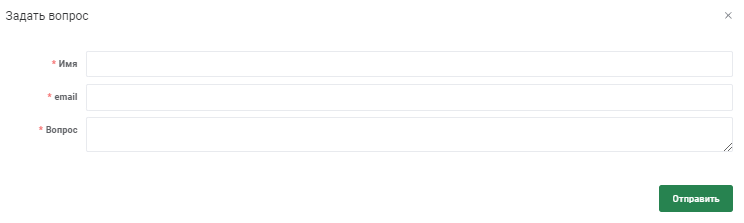 Задать вопрос ×
* Имя
* email
* Вопрос
Отправить